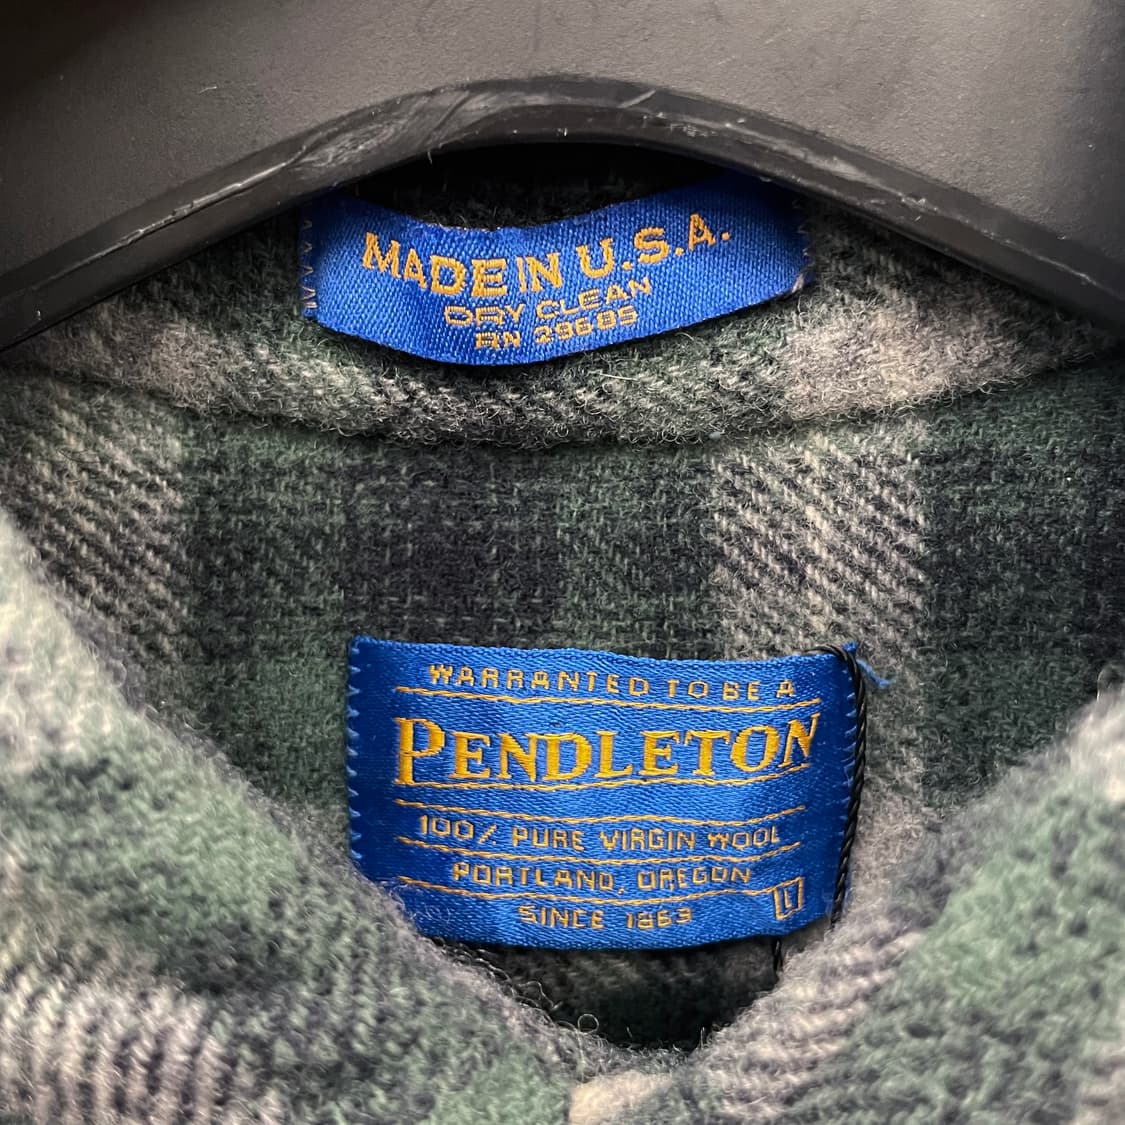 MADE IN U.S.A.
DRY CLEAN
RN 29685
WARRANTED TO BE A
PENDLETON
100% PURE VIRGIN WOOL
PORTLAND, OREGON
SINCE 1863
L